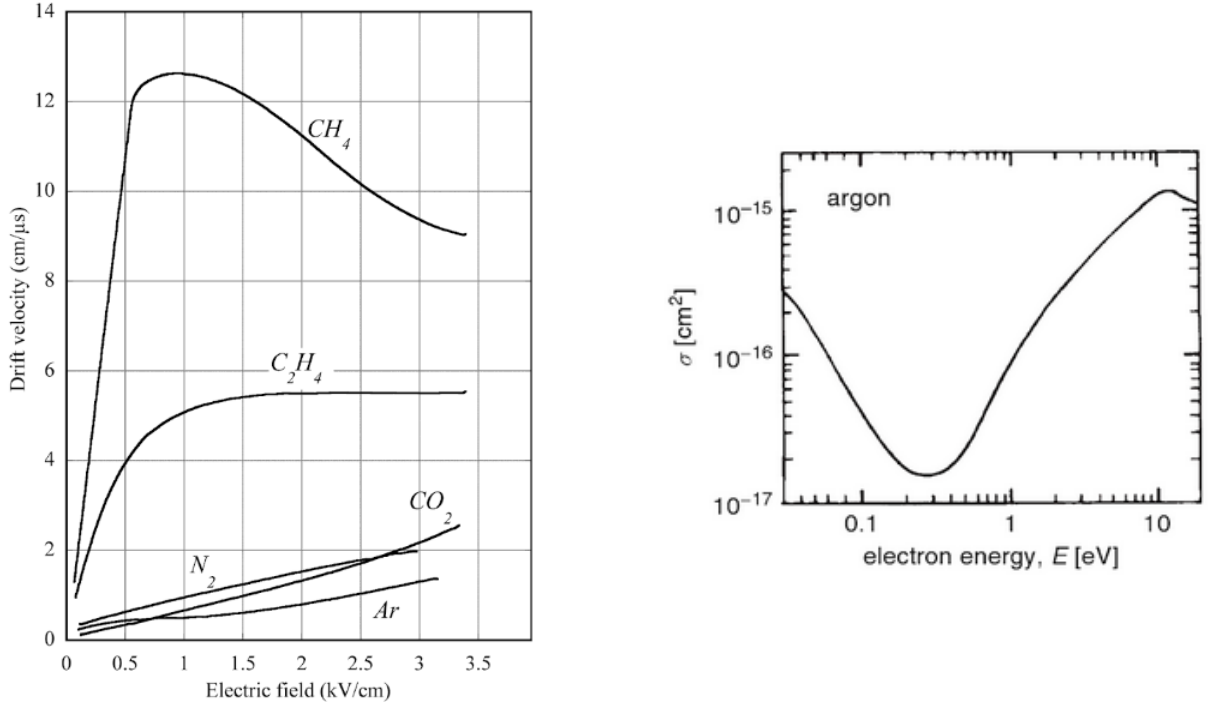 14
12
10
8
6
4
2
0
Drift velocity (cm/μs)
CH₄
C₂H₄
CO₂
N₂
Ar
0 0.5 1 1.5 2 2.5 3 3.5
Electric field (kV/cm)
argon
10⁻¹⁵
10⁻¹⁶
10⁻¹⁷
σ [cm²]
0.1 1 10
electron energy, E [eV]